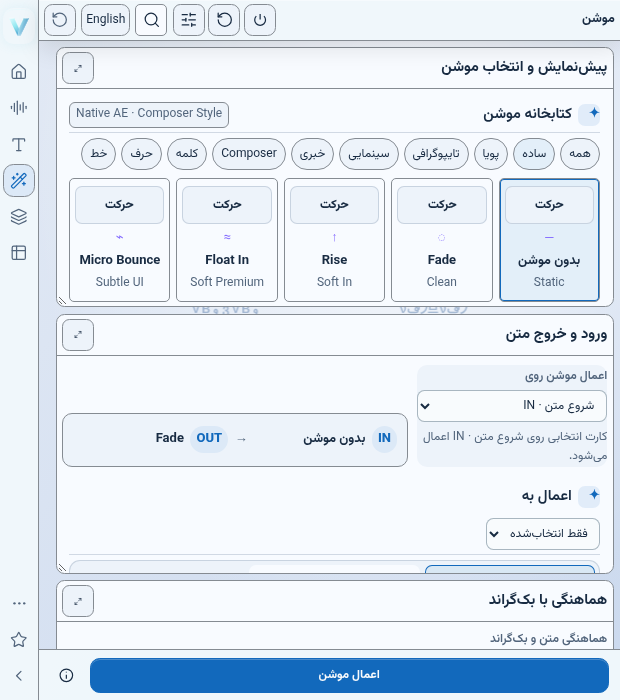 موشن
English
پیش‌نمایش و انتخاب موشن
کتابخانه موشن
Native AE · Composer Style
همه
ساده
پویا
تایپوگرافی
سینمایی
خبری
Composer
کلمه
حرف
خط
حرکت
بدون موشن
Static
حرکت
Fade
Clean
حرکت
Rise
Soft In
حرکت
Float In
Soft Premium
حرکت
Micro Bounce
Subtle UI
ورود و خروج متن
اعمال موشن روی
شروع متن · IN
کارت انتخابی روی شروع متن · IN اعمال
می‌شود.
IN بدون موشن → OUT Fade
اعمال به
فقط انتخاب‌شده
هماهنگی با بک‌گراند
هماهنگی متن و بک‌گراند
اعمال موشن